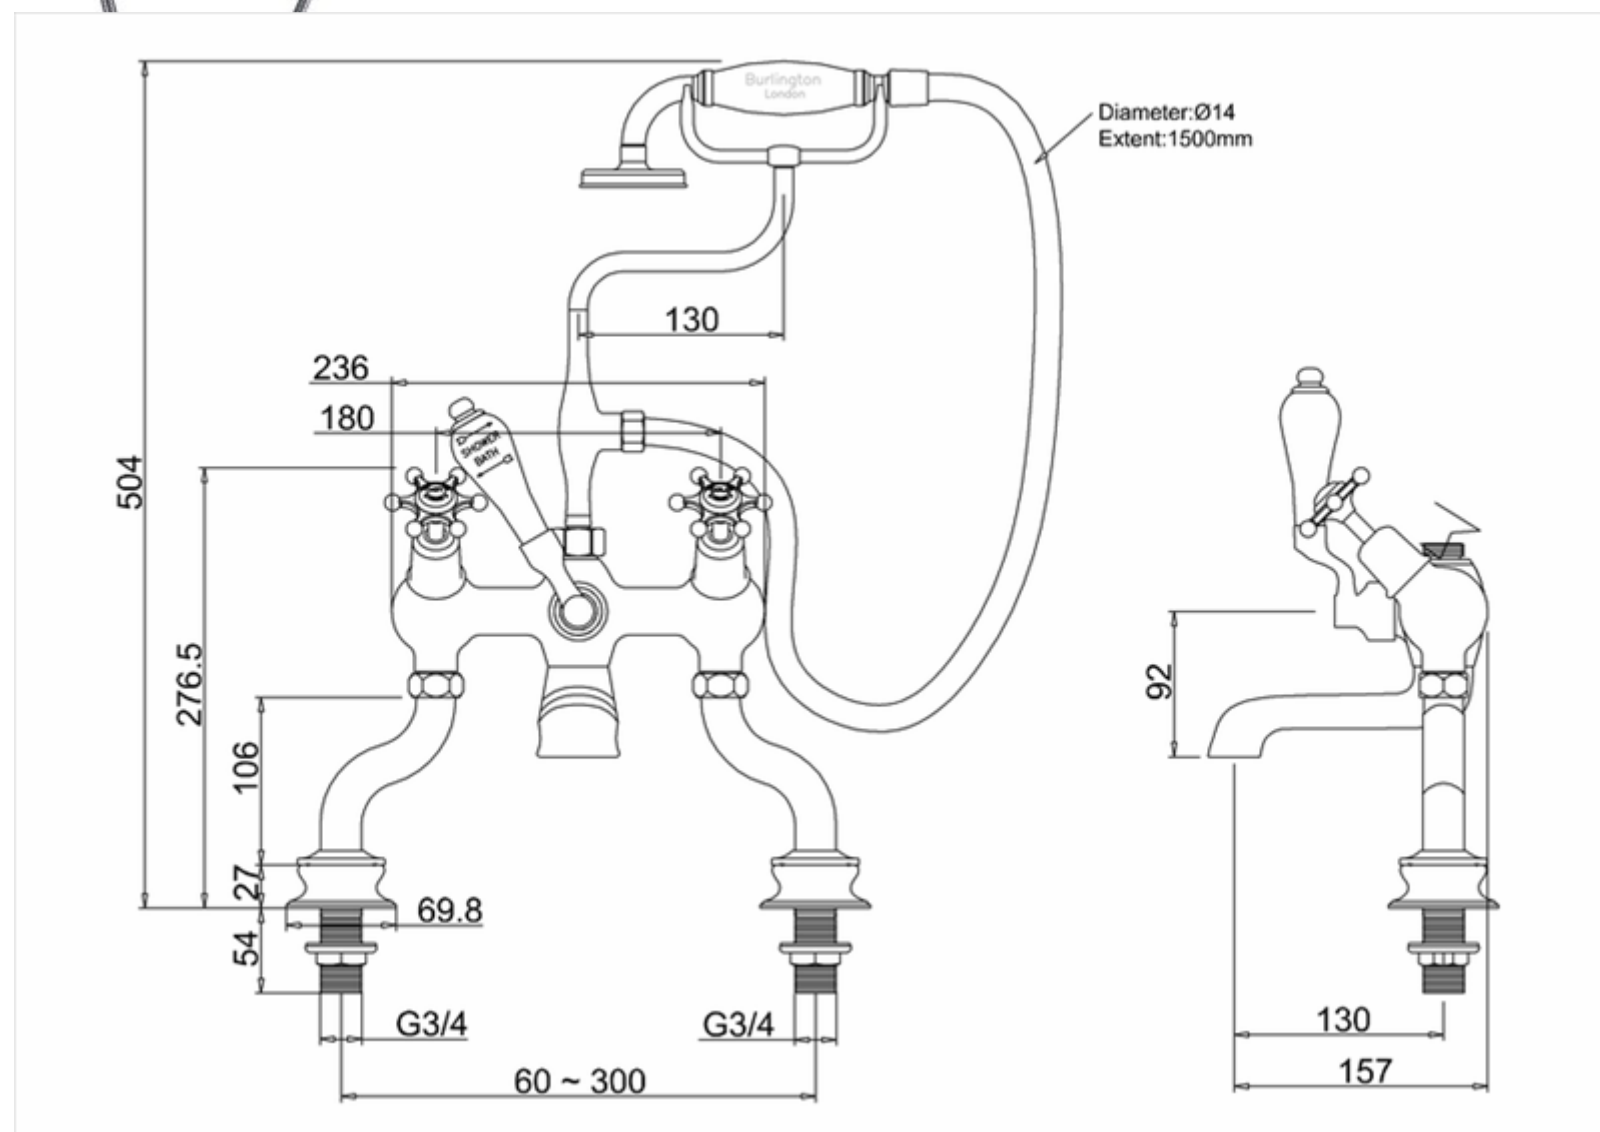 Burlington
London
Diameter:Ø14
Extent:1500mm
130
236
180
SHOWER
BATH
504
276.5
92
106
27
69.8
54
G3/4
G3/4
130
60 ~ 300
157